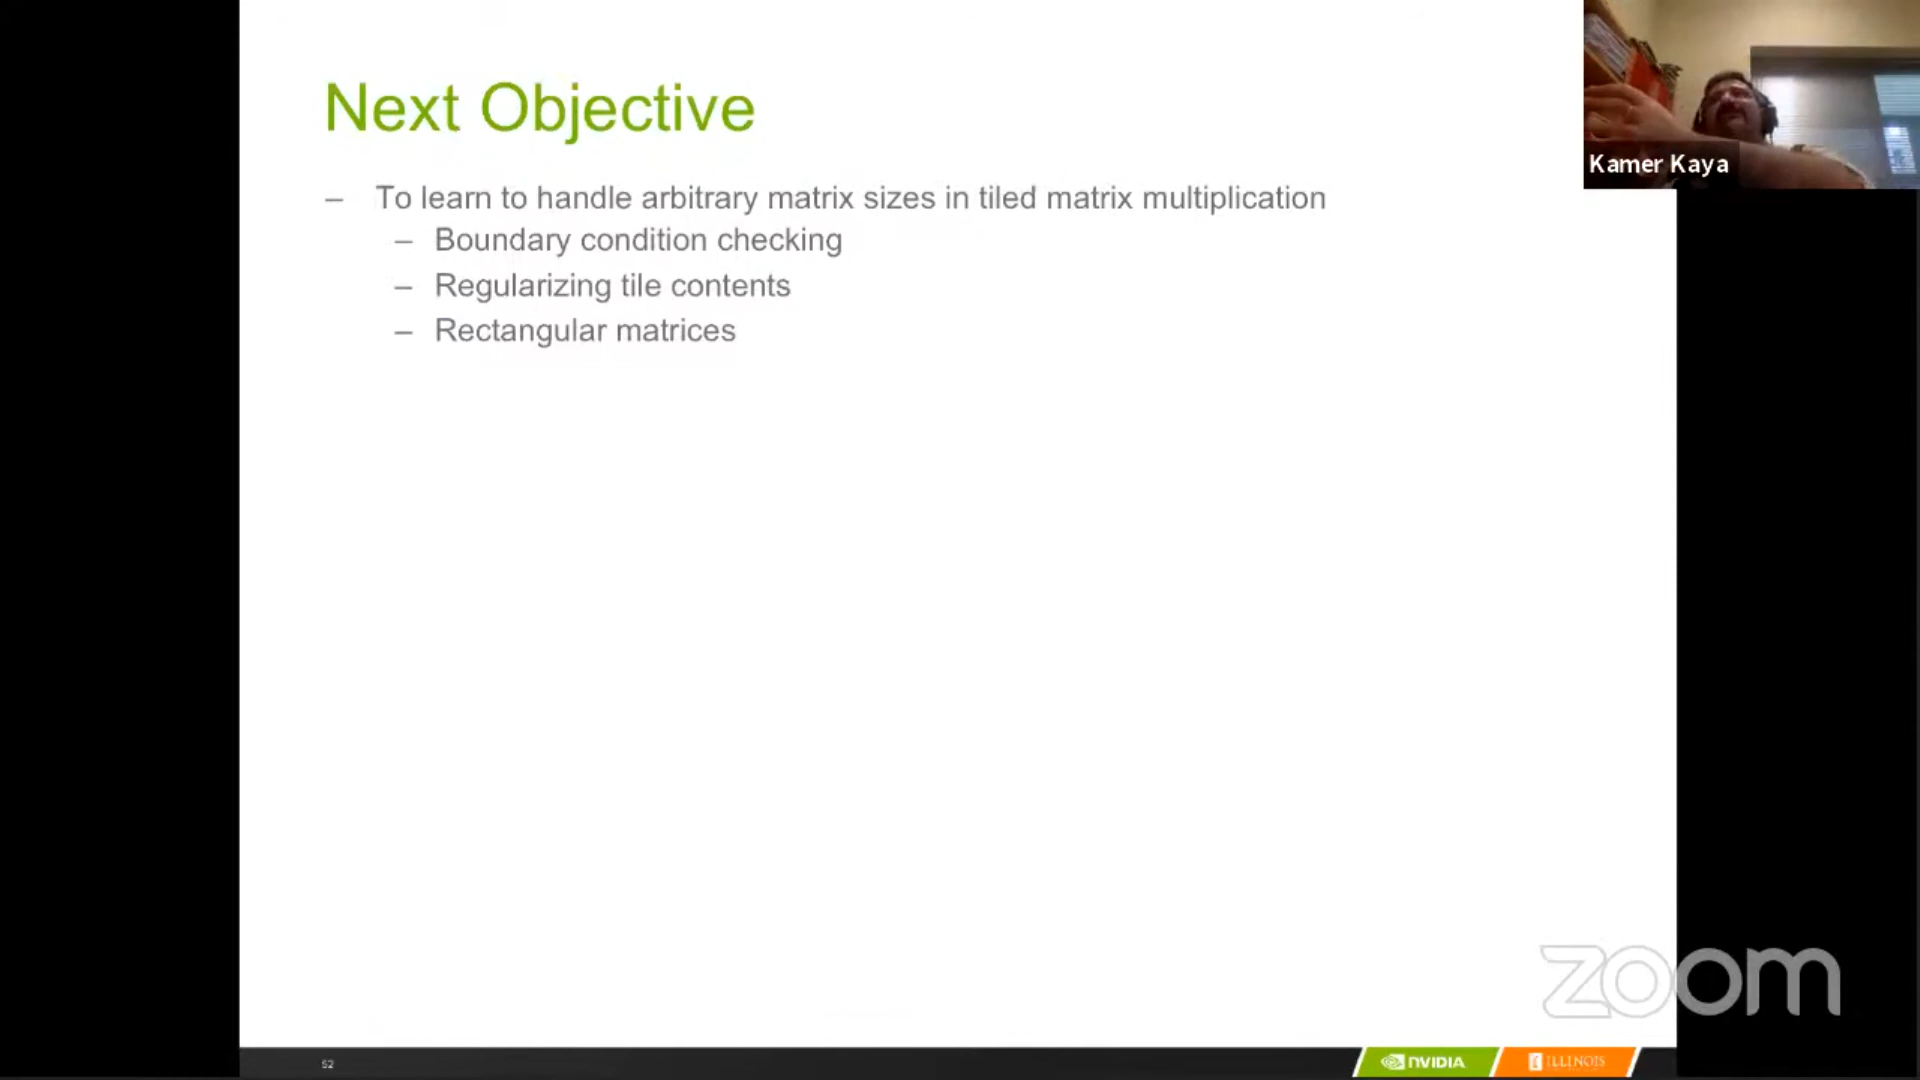 Next Objective
– To learn to handle arbitrary matrix sizes in tiled matrix multiplication
– Boundary condition checking
– Regularizing tile contents
– Rectangular matrices
Kamer Kaya
zoom
52
NVIDIA
I ILLINOIS